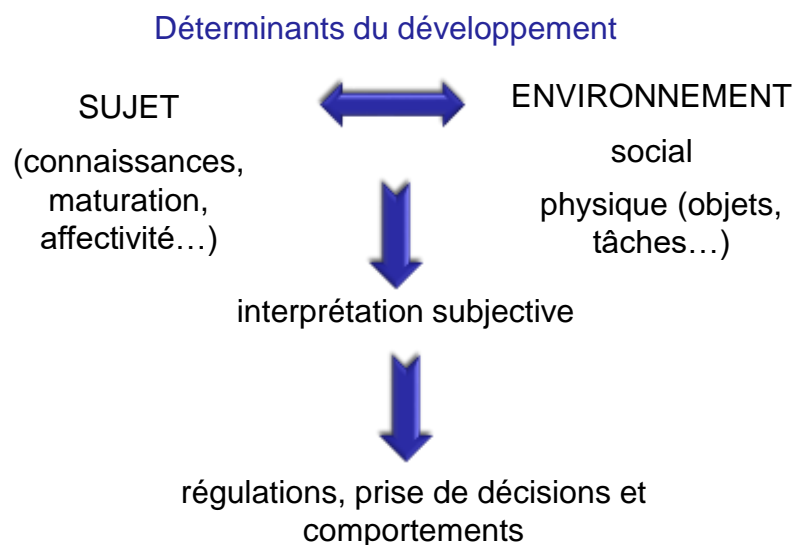 Déterminants du développement
SUJET
(connaissances,
maturation,
affectivité…)
ENVIRONNEMENT
social
physique (objets,
tâches…)
interprétation subjective
régulations, prise de décisions et
comportements